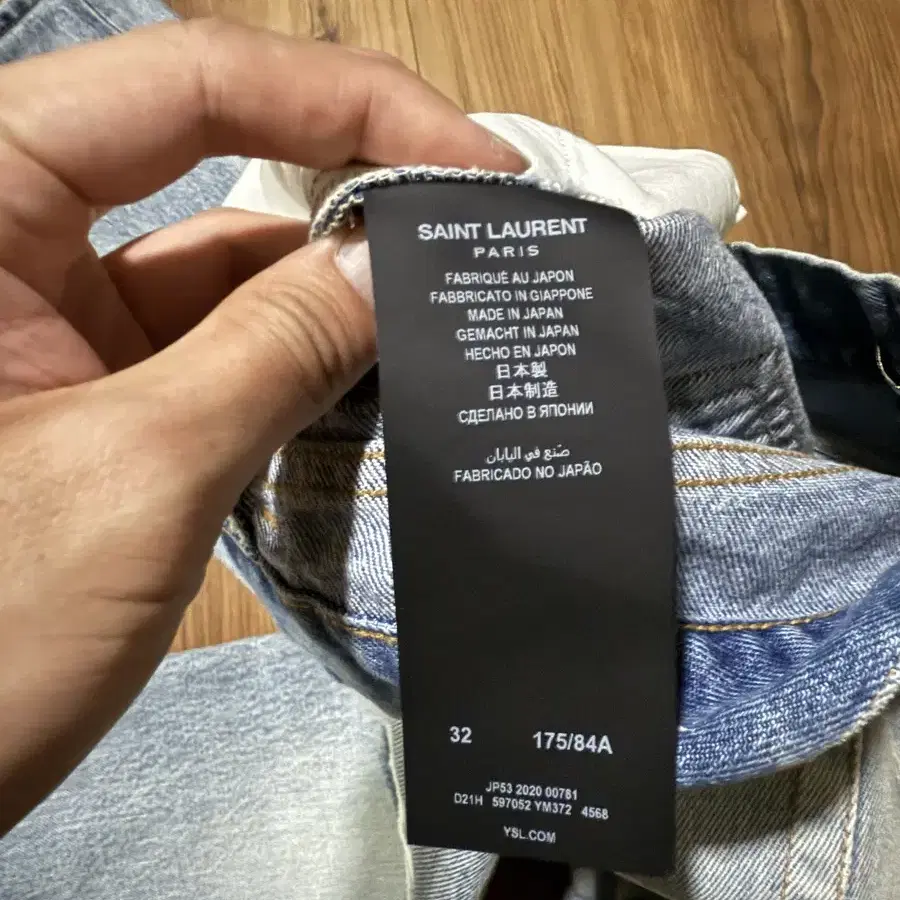 SAINT LAURENT
PARIS
FABRIQUÉ AU JAPON
FABBRICATO IN GIAPPONE
MADE IN JAPAN
GEMACHT IN JAPAN
HECHO EN JAPON
日本製
日本制造
СДЕЛАНО В ЯПОНИИ
صنع في اليابان
FABRICADO NO JAPÃO
32 175/84A
JP53 2020 00781
D21H 597052 YM372 4568
YSL.COM